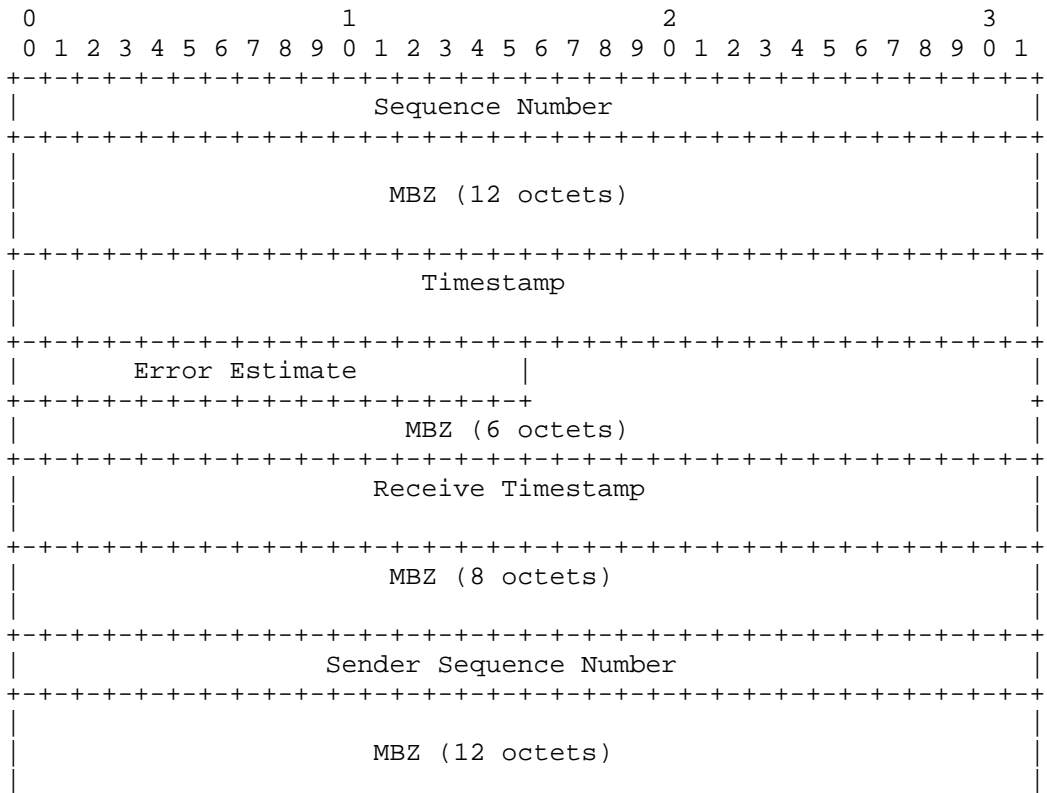 0                   1                   2                   3
0 1 2 3 4 5 6 7 8 9 0 1 2 3 4 5 6 7 8 9 0 1 2 3 4 5 6 7 8 9 0 1
+-+-+-+-+-+-+-+-+-+-+-+-+-+-+-+-+-+-+-+-+-+-+-+-+-+-+-+-+-+-+-+-+
|                      Sequence Number                          |
+-+-+-+-+-+-+-+-+-+-+-+-+-+-+-+-+-+-+-+-+-+-+-+-+-+-+-+-+-+-+-+-+
|                                                               |
|                       MBZ (12 octets)                         |
|                                                               |
+-+-+-+-+-+-+-+-+-+-+-+-+-+-+-+-+-+-+-+-+-+-+-+-+-+-+-+-+-+-+-+-+
|                         Timestamp                             |
|                                                               |
+-+-+-+-+-+-+-+-+-+-+-+-+-+-+-+-+-+-+-+-+-+-+-+-+-+-+-+-+-+-+-+-+
|       Error Estimate          |                               |
+-+-+-+-+-+-+-+-+-+-+-+-+-+-+-+-+                               +
|                        MBZ (6 octets)                         |
+-+-+-+-+-+-+-+-+-+-+-+-+-+-+-+-+-+-+-+-+-+-+-+-+-+-+-+-+-+-+-+-+
|                      Receive Timestamp                        |
|                                                               |
+-+-+-+-+-+-+-+-+-+-+-+-+-+-+-+-+-+-+-+-+-+-+-+-+-+-+-+-+-+-+-+-+
|                       MBZ (8 octets)                          |
|                                                               |
+-+-+-+-+-+-+-+-+-+-+-+-+-+-+-+-+-+-+-+-+-+-+-+-+-+-+-+-+-+-+-+-+
|                   Sender Sequence Number                      |
+-+-+-+-+-+-+-+-+-+-+-+-+-+-+-+-+-+-+-+-+-+-+-+-+-+-+-+-+-+-+-+-+
|                                                               |
|                      MBZ (12 octets)                          |
|                                                               |